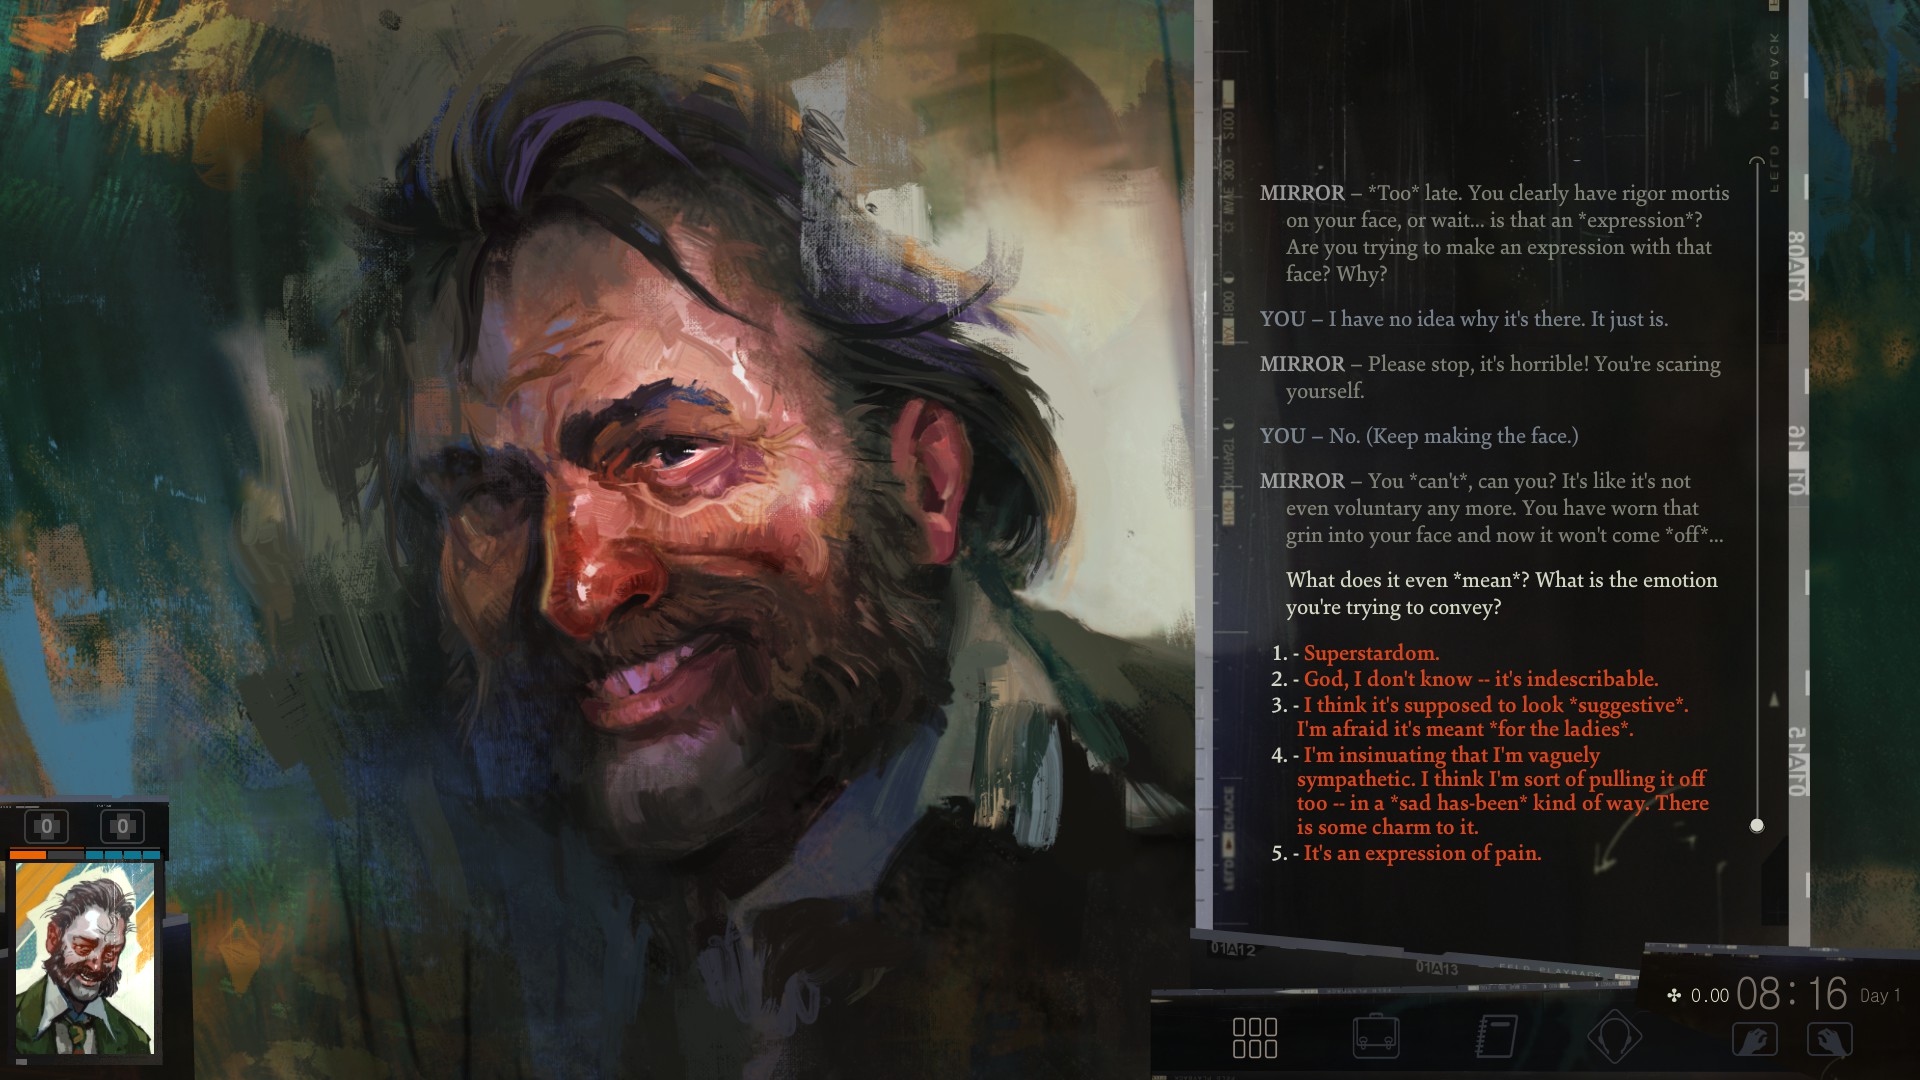 MIRROR – *Too* late. You clearly have rigor mortis
on your face, or wait... is that an *expression*?
Are you trying to make an expression with that
face? Why?
YOU – I have no idea why it's there. It just is.
MIRROR – Please stop, it's horrible! You're scaring
yourself.
YOU – No. (Keep making the face.)
MIRROR – You *can't*, can you? It's like it's not
even voluntary any more. You have worn that
grin into your face and now it won't come *off*...
What does it even *mean*? What is the emotion
you're trying to convey?
1. - Superstardom.
2. - God, I don't know -- it's indescribable.
3. - I think it's supposed to look *suggestive*.
I'm afraid it's meant *for the ladies*.
4. - I'm insinuating that I'm vaguely
sympathetic. I think I'm sort of pulling it off
too -- in a *sad has-been* kind of way. There
is some charm to it.
5. - It's an expression of pain.
FELD PLAYBACK
0 0
01A12
01A13
FELD PLAYBACK
0.00 08:16 Day 1